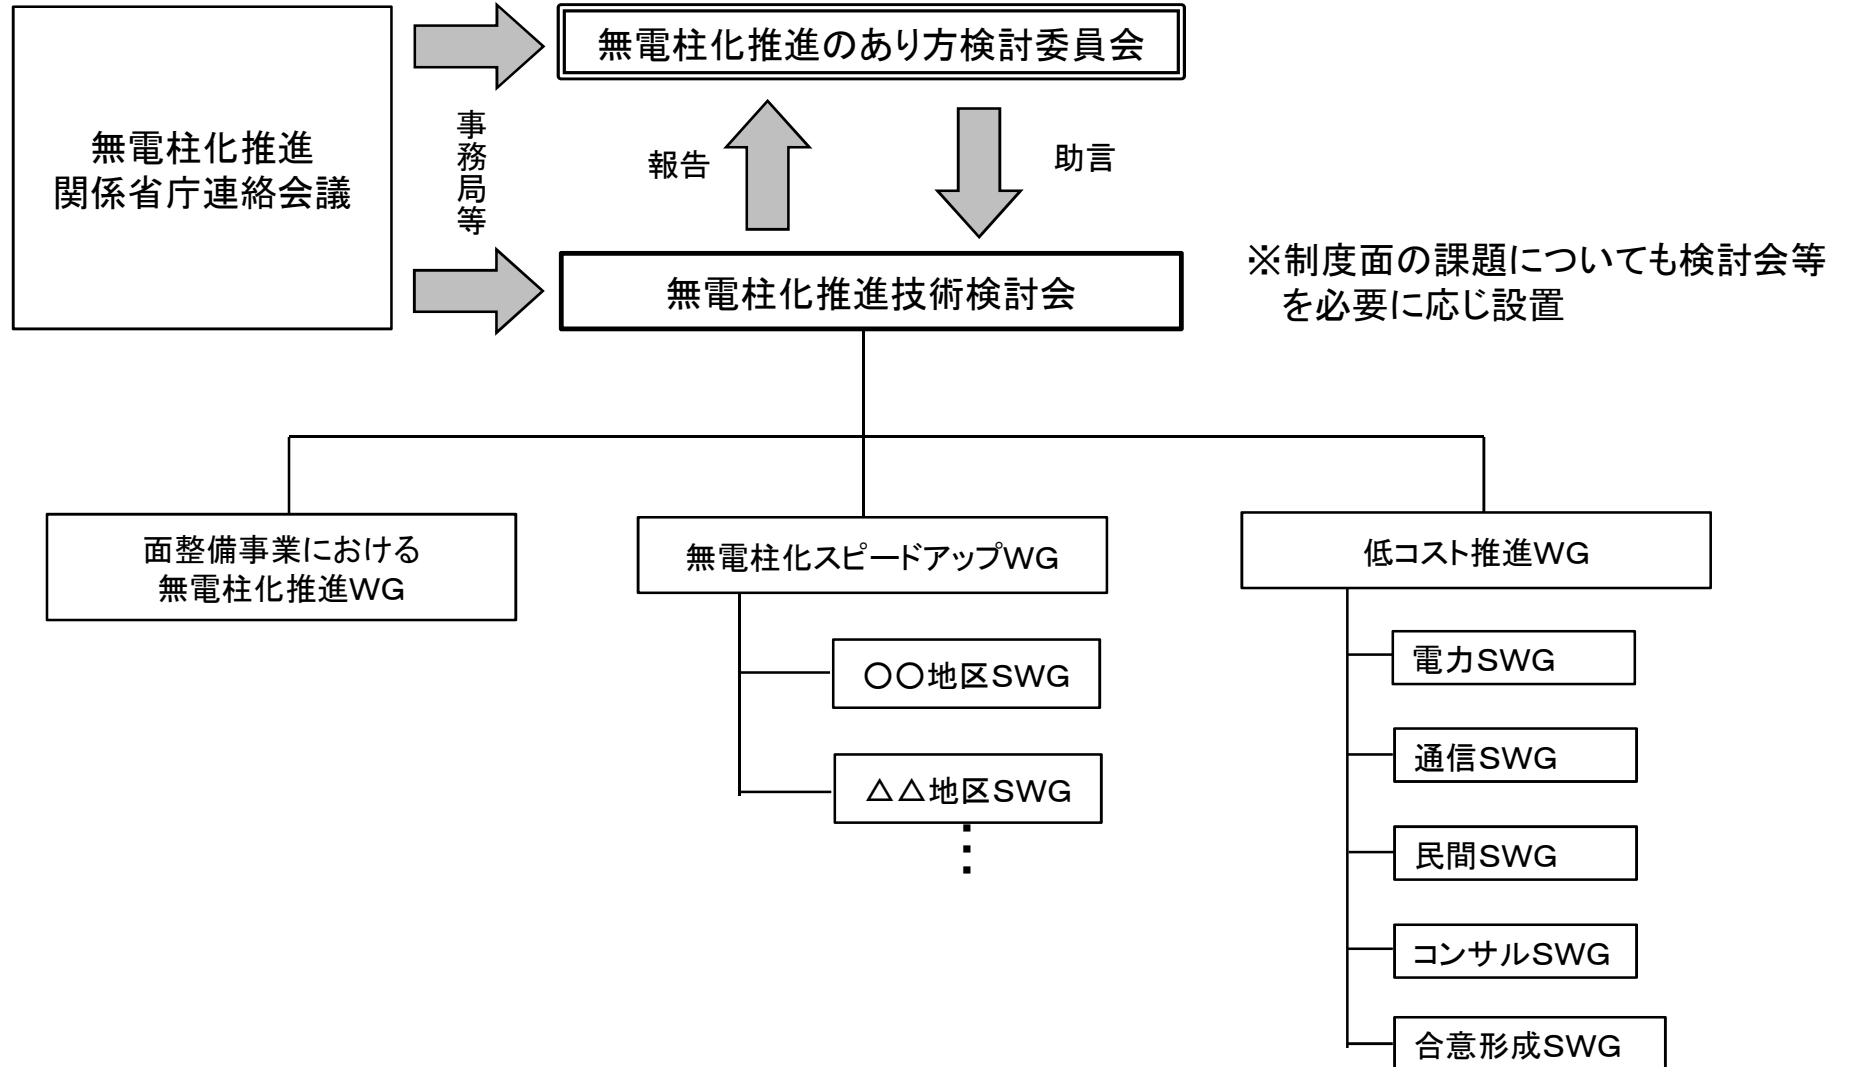 無電柱化推進
関係省庁連絡会議
事務局等
無電柱化推進のあり方検討委員会
報告
助言
無電柱化推進技術検討会
※制度面の課題についても検討会等
を必要に応じ設置
面整備事業における
無電柱化推進WG
無電柱化スピードアップWG
〇〇地区SWG
△△地区SWG
低コスト推進WG
電力SWG
通信SWG
民間SWG
コンサルSWG
合意形成SWG